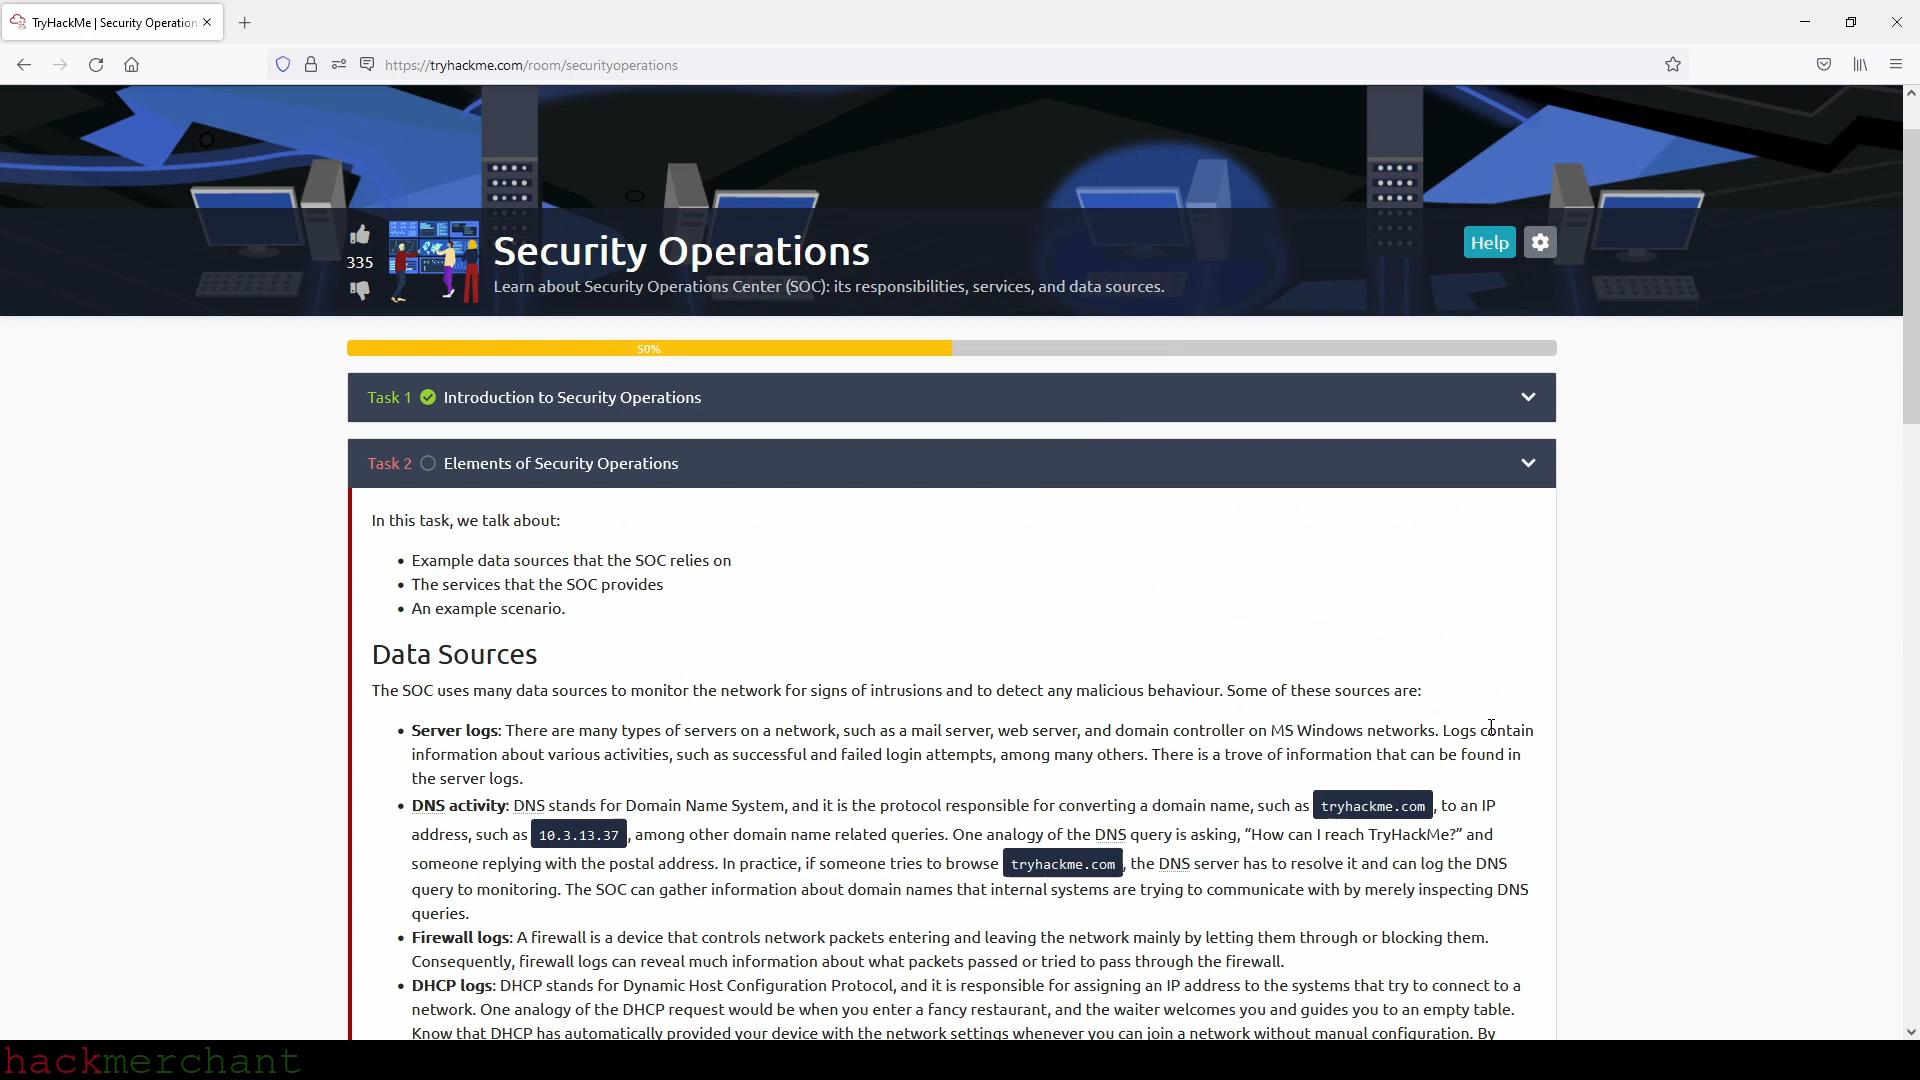 TryHackMe | Security Operation
https://tryhackme.com/room/securityoperations
335
Security Operations
Learn about Security Operations Center (SOC): its responsibilities, services, and data sources.
Help
50%
Task 1 Introduction to Security Operations
Task 2 Elements of Security Operations
In this task, we talk about:
• Example data sources that the SOC relies on
• The services that the SOC provides
• An example scenario.
Data Sources
The SOC uses many data sources to monitor the network for signs of intrusions and to detect any malicious behaviour. Some of these sources are:
• Server logs: There are many types of servers on a network, such as a mail server, web server, and domain controller on MS Windows networks. Logs contain
information about various activities, such as successful and failed login attempts, among many others. There is a trove of information that can be found in
the server logs.
• DNS activity: DNS stands for Domain Name System, and it is the protocol responsible for converting a domain name, such as tryhackme.com, to an IP
address, such as 10.3.13.37, among other domain name related queries. One analogy of the DNS query is asking, “How can I reach TryHackMe?” and
someone replying with the postal address. In practice, if someone tries to browse tryhackme.com, the DNS server has to resolve it and can log the DNS
query to monitoring. The SOC can gather information about domain names that internal systems are trying to communicate with by merely inspecting DNS
queries.
• Firewall logs: A firewall is a device that controls network packets entering and leaving the network mainly by letting them through or blocking them.
Consequently, firewall logs can reveal much information about what packets passed or tried to pass through the firewall.
• DHCP logs: DHCP stands for Dynamic Host Configuration Protocol, and it is responsible for assigning an IP address to the systems that try to connect to a
network. One analogy of the DHCP request would be when you enter a fancy restaurant, and the waiter welcomes you and guides you to an empty table.
Know that DHCP has automatically provided your device with the network settings whenever you can join a network without manual configuration. By
hackmerchant